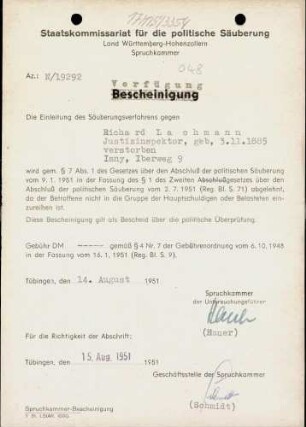 17M1573354
Staatskommissariat für die politische Säuberung
Land Württemberg-Hohenzollern
Spruchkammer
048
Az.: N/19292
Verfügung
Bescheinigung
Die Einleitung des Säuberungsverfahrens gegen
Richard Lachmann
Justizinspektor, geb, 3.11.1885
verstorben
Isny, Iberweg 9
wird gem. § 7 Abs. 1 des Gesetzes über den Abschluß der politischen Säuberung
vom 9. 1. 1951 in der Fassung des § 1 des Zweiten Abschlußgesetzes über den
Abschluß der politischen Säuberung vom 2. 7. 1951 (Reg. Bl. S. 71) abgelehnt,
da der Betroffene nicht in die Gruppe der Hauptschuldigen oder Belasteten einzureihen ist.
Diese Bescheinigung gilt als Bescheid über die politische Überprüfung.
Gebühr DM ----- gemäß § 4 Nr. 7 der Gebührenordnung vom 6. 10. 1948
in der Fassung vom 16. 1. 1951 (Reg. Bl. S. 9).
Tübingen, den 14. August 1951
Spruchkammer
der Untersuchungsführer
(Hauer)
Für die Richtigkeit der Abschrift:
Tübingen, den 15. Aug 1951 1951
Geschäftsstelle der Spruchkammer
(Schmidt)
Spruchkammer-Bescheinigung